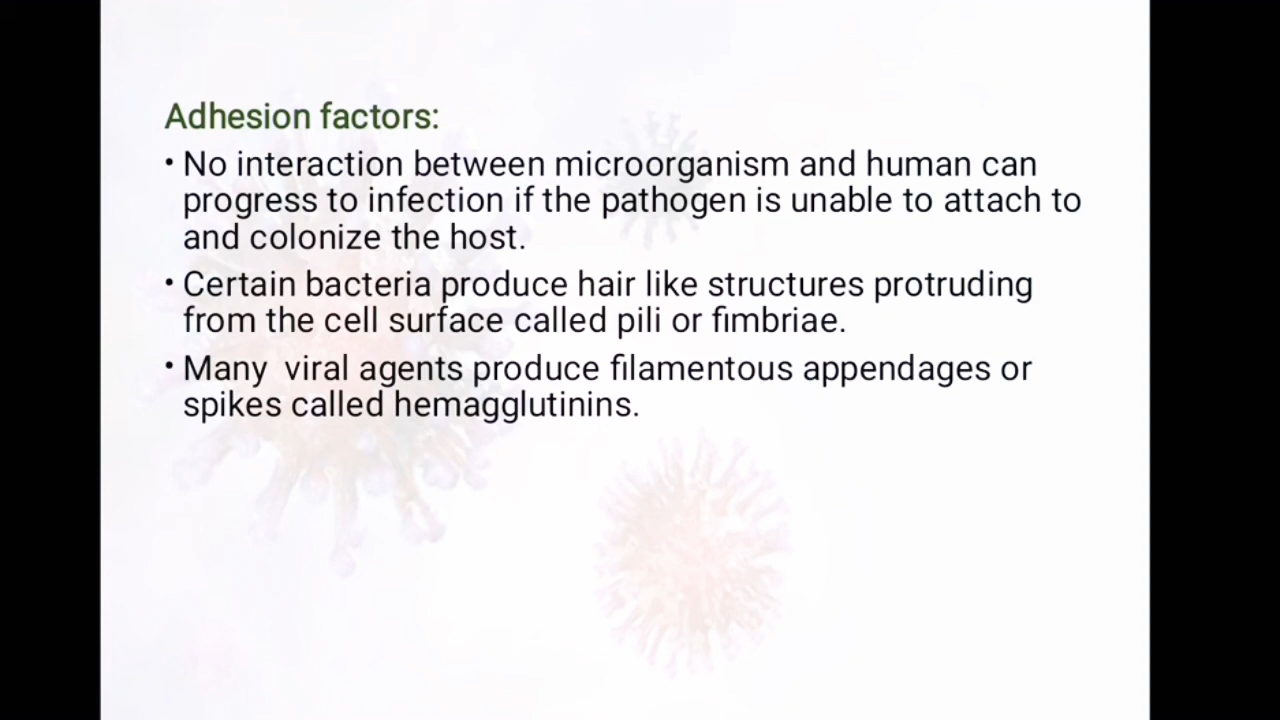 Adhesion factors:
• No interaction between microorganism and human can
progress to infection if the pathogen is unable to attach to
and colonize the host.
• Certain bacteria produce hair like structures protruding
from the cell surface called pili or fimbriae.
• Many  viral agents produce filamentous appendages or
spikes called hemagglutinins.